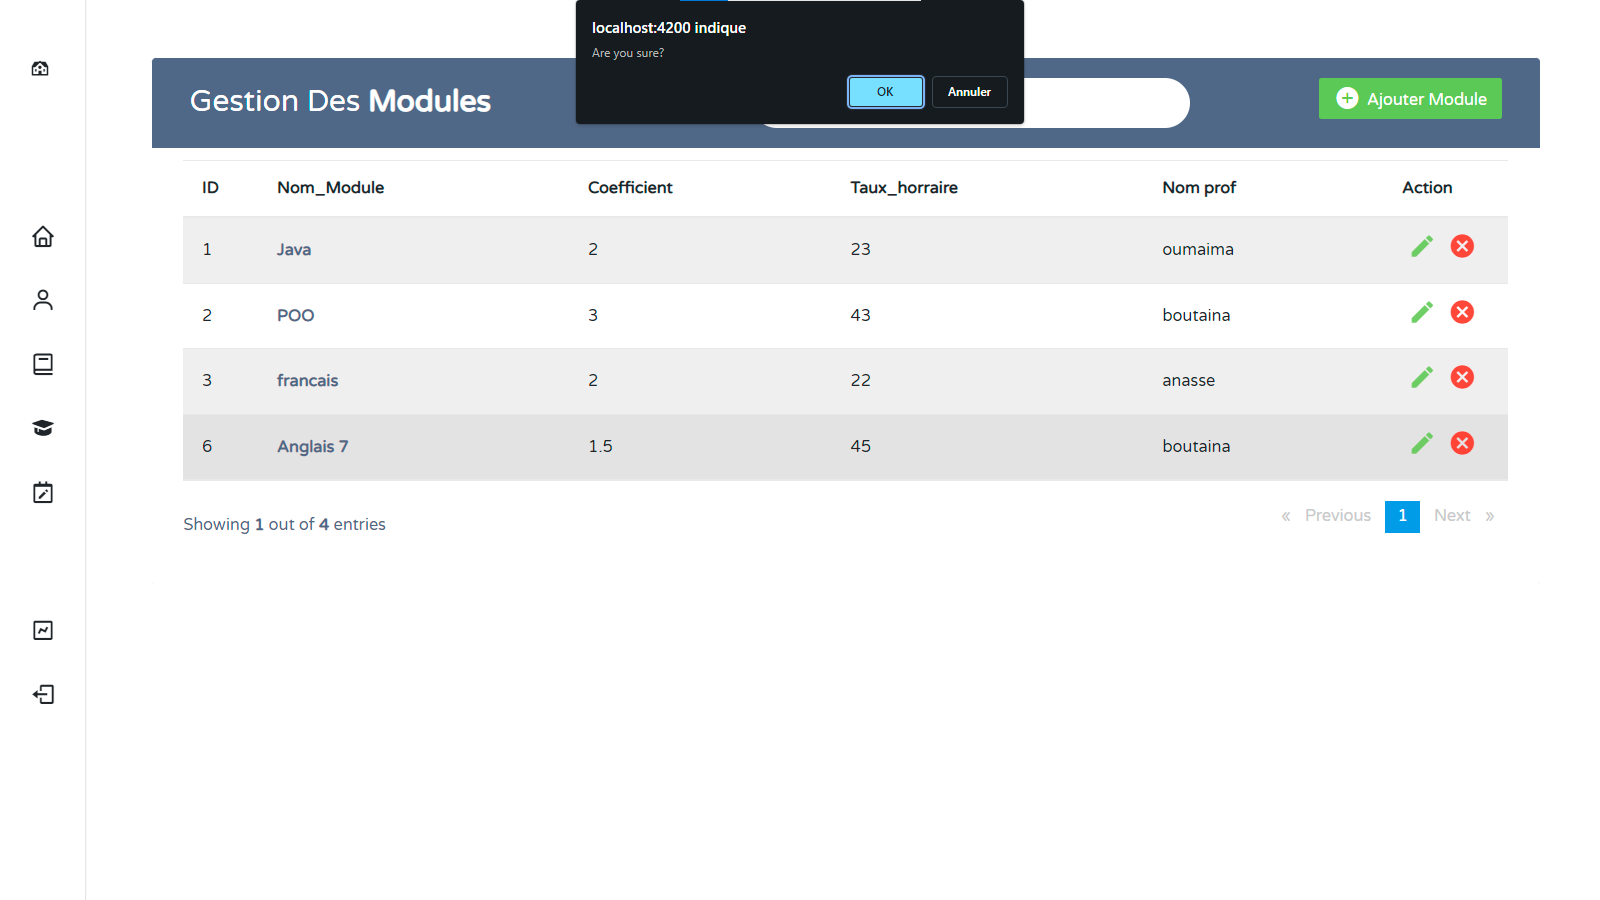 localhost:4200 indique
Are you sure?
OK Annuler
Gestion Des Modules
Ajouter Module
ID Nom_Module Coefficient Taux_horraire Nom prof Action
1 Java 2 23 oumaima
2 POO 3 43 boutaina
3 francais 2 22 anasse
6 Anglais 7 1.5 45 boutaina
Showing 1 out of 4 entries
« Previous 1 Next »